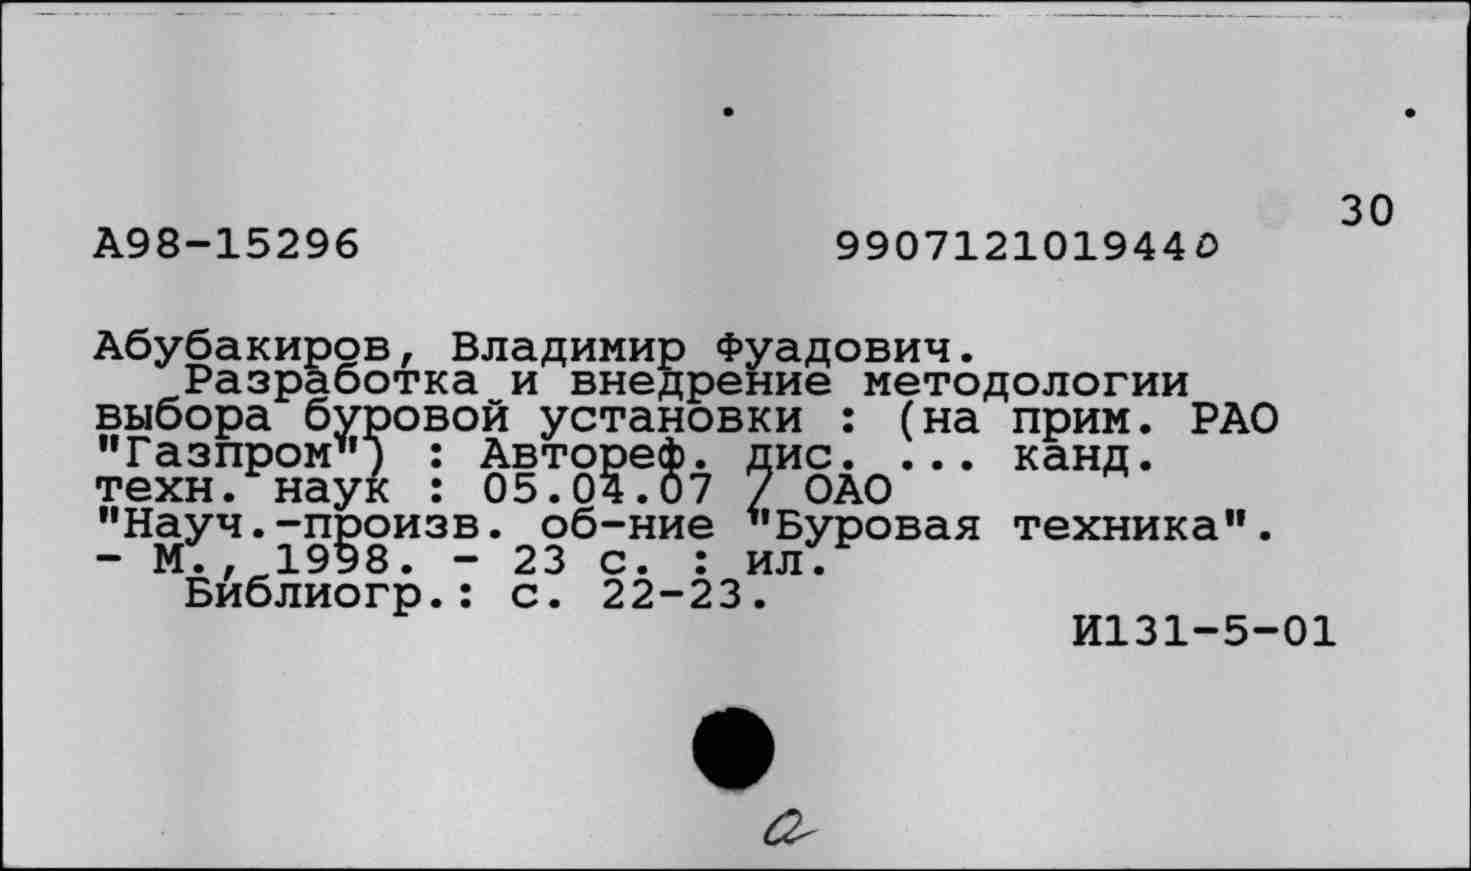 30
А98-15296 9907121019440
Абубакиров, Владимир Фуадович.
Разработка и внедрение методологии
выбора буровой установки : (на прим. РАО
"Газпром") : Автореф. дис. ... канд.
техн. наук : 05.04.07 / ОАО
"Науч.-произв. об-ние "Буровая техника".
- М., 1998. - 23 с. : ил.
Библиогр.: с. 22-23.
И131-5-01
а